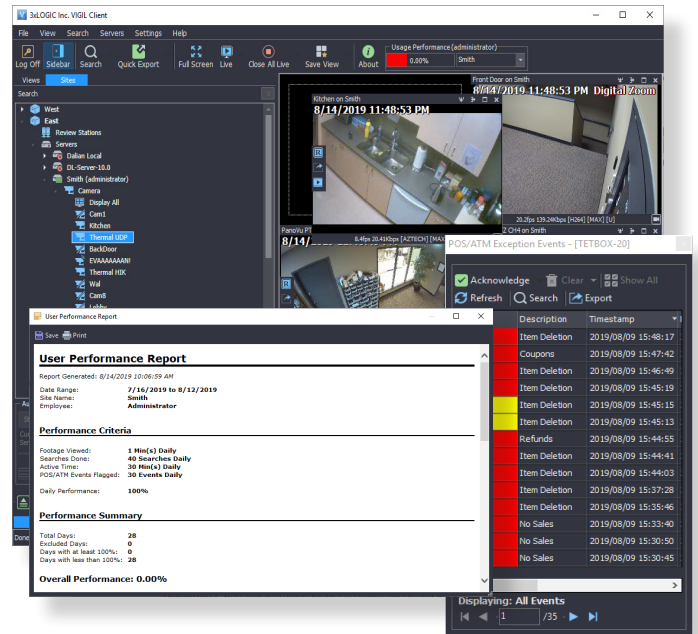 3xLOGIC Inc. VIGIL Client
File View Search Servers Settings Help
Log Off Sidebar Search Quick Export Full Screen Live Close All Live Save View About
Usage Performance (administrator)
0.00% Smith
Views Sites
Search
West
East
Review Stations
Servers
Dalian Local
DL-Server-10.0
Smith (administrator)
Camera
Display All
Cam1
Kitchen
Thermal UDP
BackDoor
EVAAAAAAN!
Thermal HIK
Wal
Cam8
Lobby
Done
Front Door on Smith
8/14/2019 11:48:53 PM Digital Zoom
20.2fps 139.24Kbps [H264] [MAX] [U]
Kitchen on Smith
8/14/2019 11:48:53 PM
8.4fps 20.41Kbps [AZTECH] [MAX
PanoVu PT
8/14/
Z CH4 on Smith
POS/ATM Exception Events - [TETBOX-20]
Acknowledge Clear Show All
Refresh Search Export
Description Timestamp
Item Deletion 2019/08/09 15:48:17
Coupons 2019/08/09 15:47:42
Item Deletion 2019/08/09 15:46:49
Item Deletion 2019/08/09 15:45:19
Item Deletion 2019/08/09 15:45:15
Item Deletion 2019/08/09 15:45:13
Refunds 2019/08/09 15:44:55
Item Deletion 2019/08/09 15:44:41
Item Deletion 2019/08/09 15:44:03
Item Deletion 2019/08/09 15:37:28
Item Deletion 2019/08/09 15:35:46
No Sales 2019/08/09 15:33:40
No Sales 2019/08/09 15:30:50
No Sales 2019/08/09 15:30:45
Displaying: All Events
1 /35
User Performance Report
Save Print
User Performance Report
Report Generated: 8/14/2019 10:06:59 AM
Date Range: 7/16/2019 to 8/12/2019
Site Name: Smith
Employee: Administrator
Performance Criteria
Footage Viewed: 1 Min(s) Daily
Searches Done: 40 Searches Daily
Active Time: 30 Min(s) Daily
POS/ATM Events Flagged: 30 Events Daily
Daily Performance: 100%
Performance Summary
Total Days: 28
Excluded Days: 0
Days with at least 100%: 0
Days with less than 100%: 28
Overall Performance: 0.00%